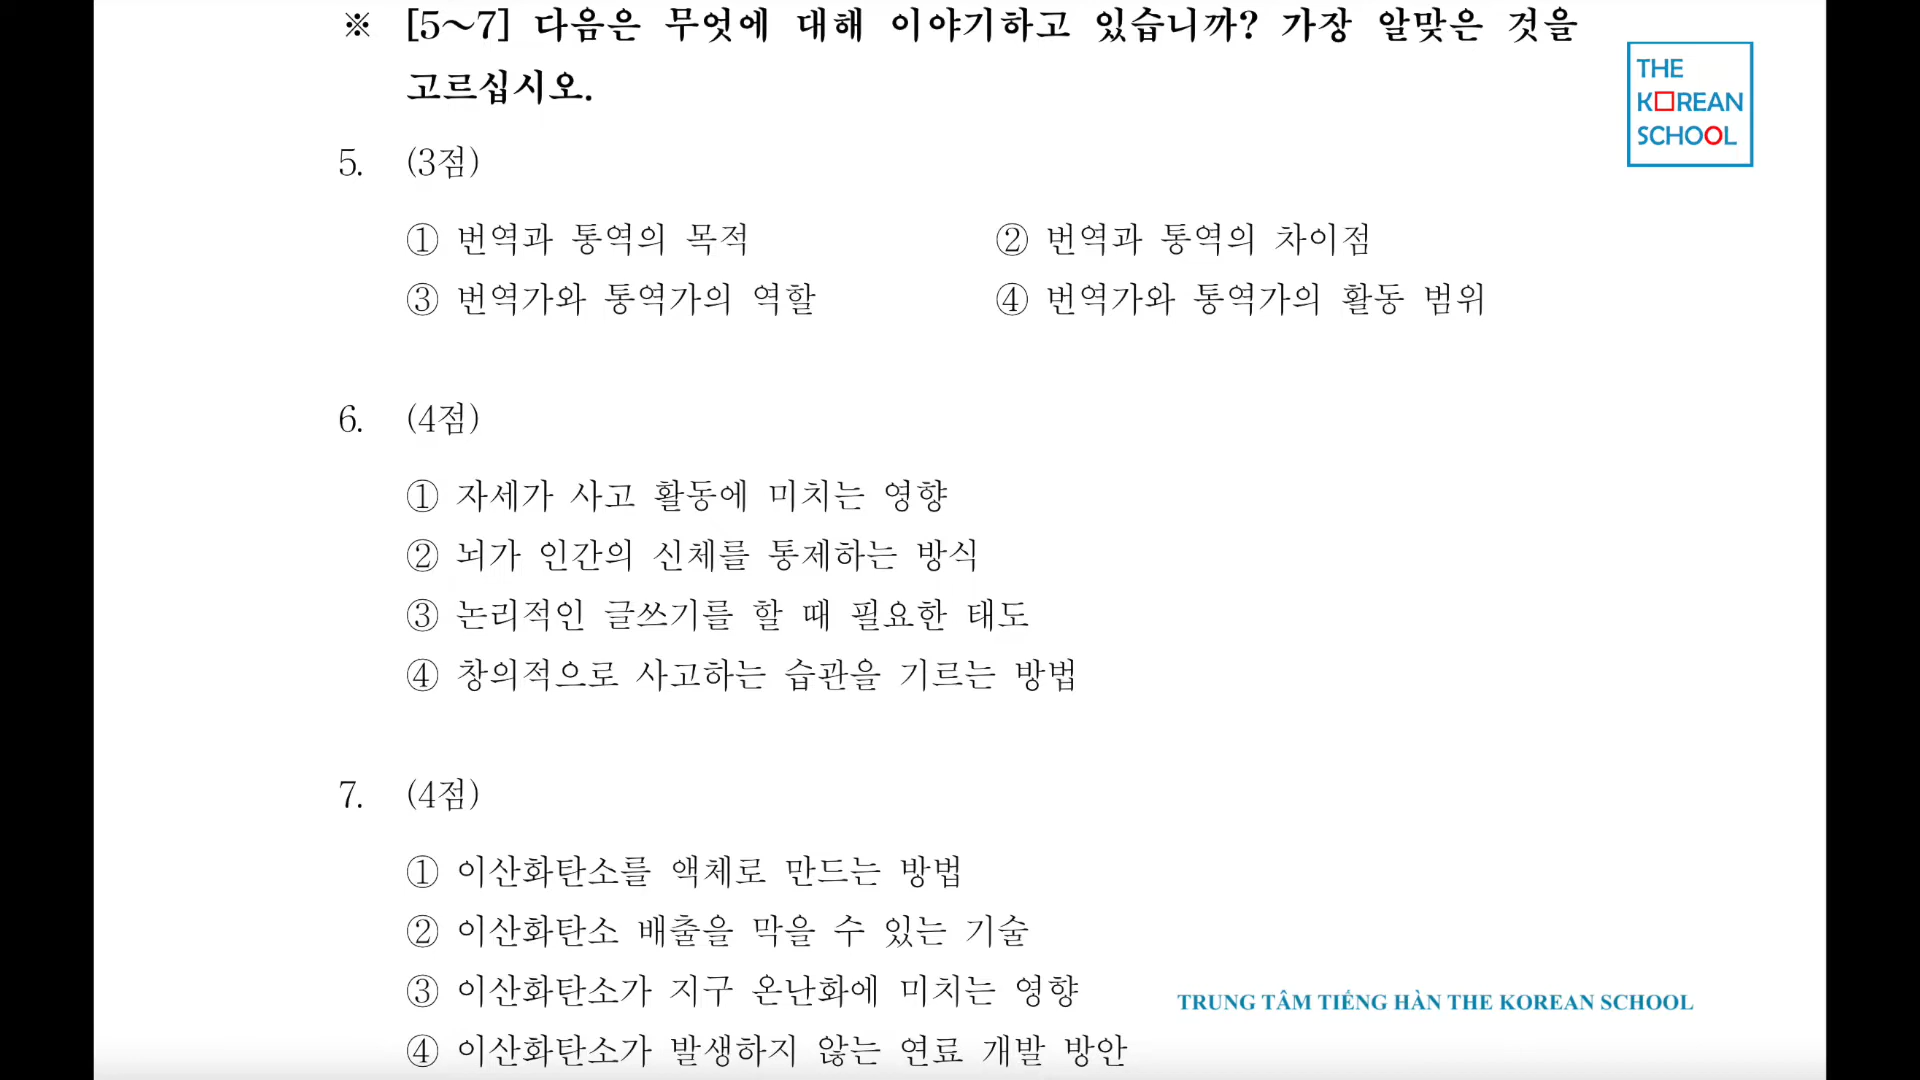 ※ [5～7] 다음은 무엇에 대해 이야기하고 있습니까? 가장 알맞은 것을
고르십시오.
THE
KOREAN
SCHOOL
5. (3점)
① 번역과 통역의 목적 ② 번역과 통역의 차이점
③ 번역가와 통역가의 역할 ④ 번역가와 통역가의 활동 범위
6. (4점)
① 자세가 사고 활동에 미치는 영향
② 뇌가 인간의 신체를 통제하는 방식
③ 논리적인 글쓰기를 할 때 필요한 태도
④ 창의적으로 사고하는 습관을 기르는 방법
7. (4점)
① 이산화탄소를 액체로 만드는 방법
② 이산화탄소 배출을 막을 수 있는 기술
③ 이산화탄소가 지구 온난화에 미치는 영향
④ 이산화탄소가 발생하지 않는 연료 개발 방안
TRUNG TÂM TIẾNG HÀN THE KOREAN SCHOOL